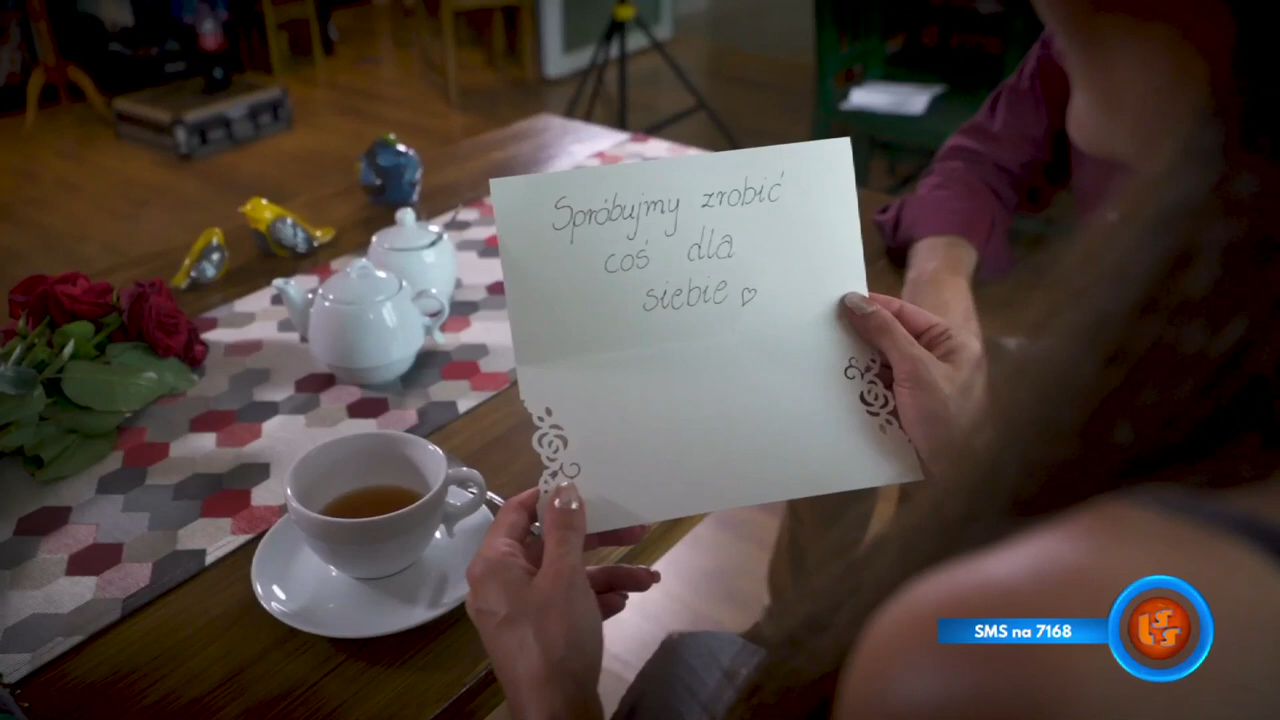 Spróbujmy zrobić
coś dla
siebie ♡
SMS na 7168